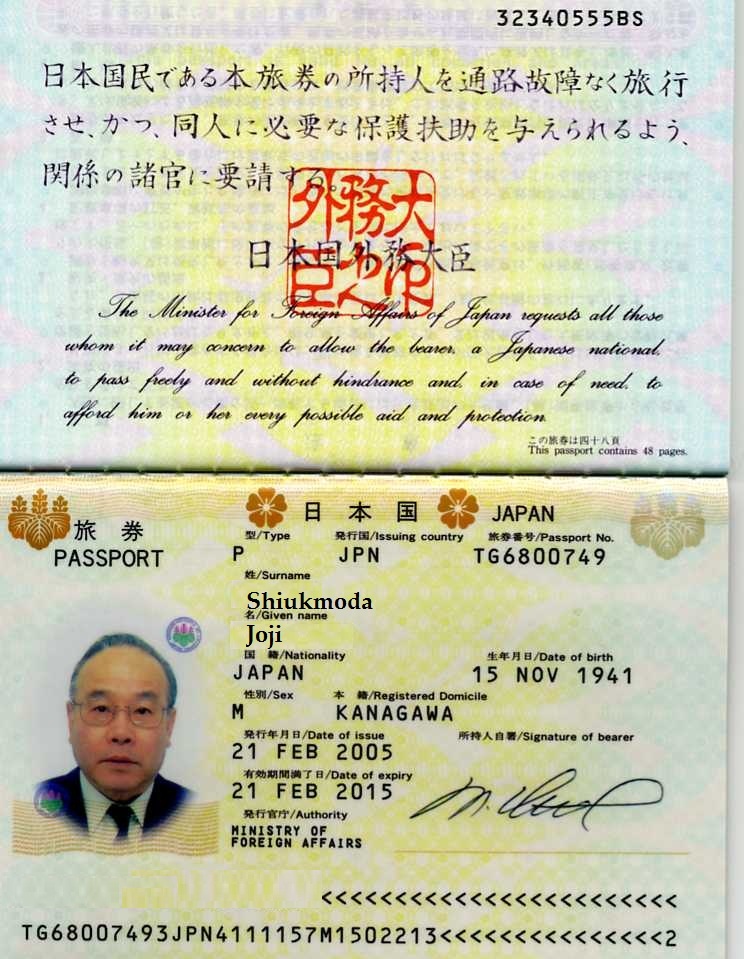 32340555BS
日本国民である本旅券の所持人を通路故障なく旅行
させ、かつ、同人に必要な保護扶助を与えられるよう、
関係の諸官に要請する。
外務大
臣之印
日本国外務大臣
The Minister for Foreign Affairs of Japan requests all those
whom it may concern to allow the bearer, a Japanese national,
to pass freely and without hindrance and, in case of need, to
afford him or her every possible aid and protection.
この旅券は四十八頁
This passport contains 48 pages.
旅券
PASSPORT
日本国 JAPAN
型/Type 発行国/Issuing country 旅券番号/Passport No.
P JPN TG6800749
姓/Surname
Shiukmoda
名/Given name
Joji
国籍/Nationality 生年月日/Date of birth
JAPAN 15 NOV 1941
性別/Sex 本籍/Registered Domicile
M KANAGAWA
発行年月日/Date of issue 所持人自署/Signature of bearer
21 FEB 2005
有効期間満了日/Date of expiry
21 FEB 2015
発行官庁/Authority
MINISTRY OF
FOREIGN AFFAIRS
<<<<<<<<<<<<<<<<<<<<<<<<
TG68007493JPN4111157M1502213<<<<<<<<<<<<<<<2